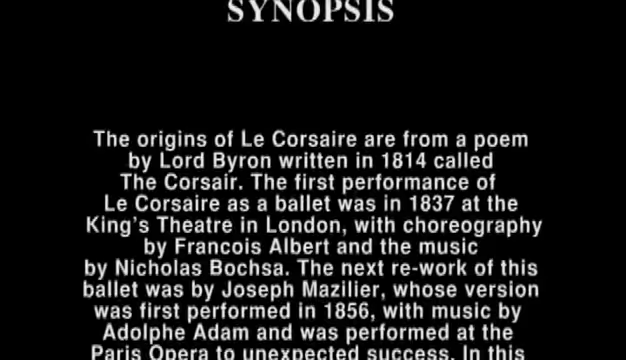 SYNOPSIS
The origins of Le Corsaire are from a poem
by Lord Byron written in 1814 called
The Corsair. The first performance of
Le Corsaire as a ballet was in 1837 at the
King's Theatre in London, with choreography
by Francois Albert and the music
by Nicholas Bochsa. The next re-work of this
ballet was by Joseph Mazilier, whose version
was first performed in 1856, with music by
Adolphe Adam and was performed at the
Paris Opera to unexpected success. In this